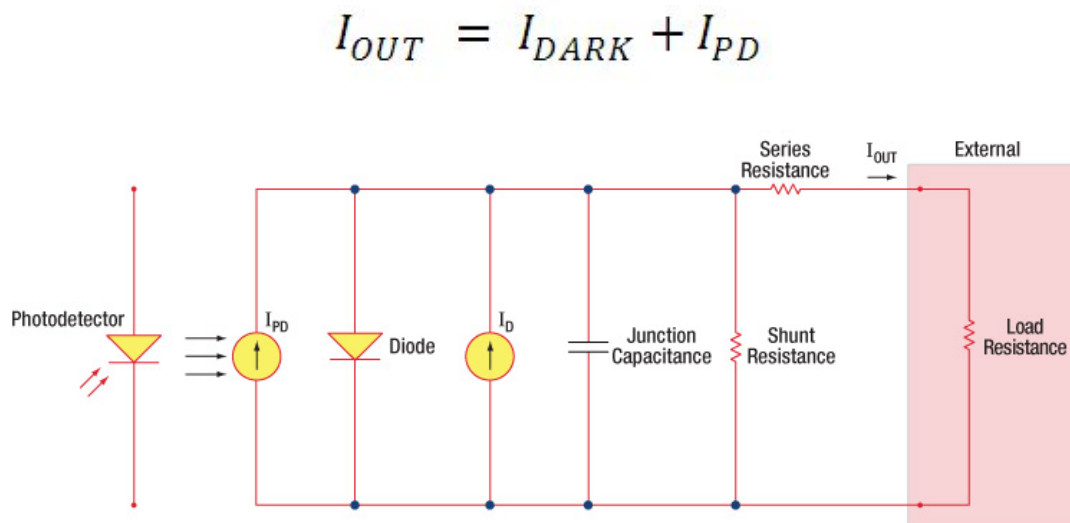 I_OUT = I_DARK + I_PD
Series
Resistance
I_OUT
External
Photodetector
I_PD
Diode
I_D
Junction
Capacitance
Shunt
Resistance
Load
Resistance